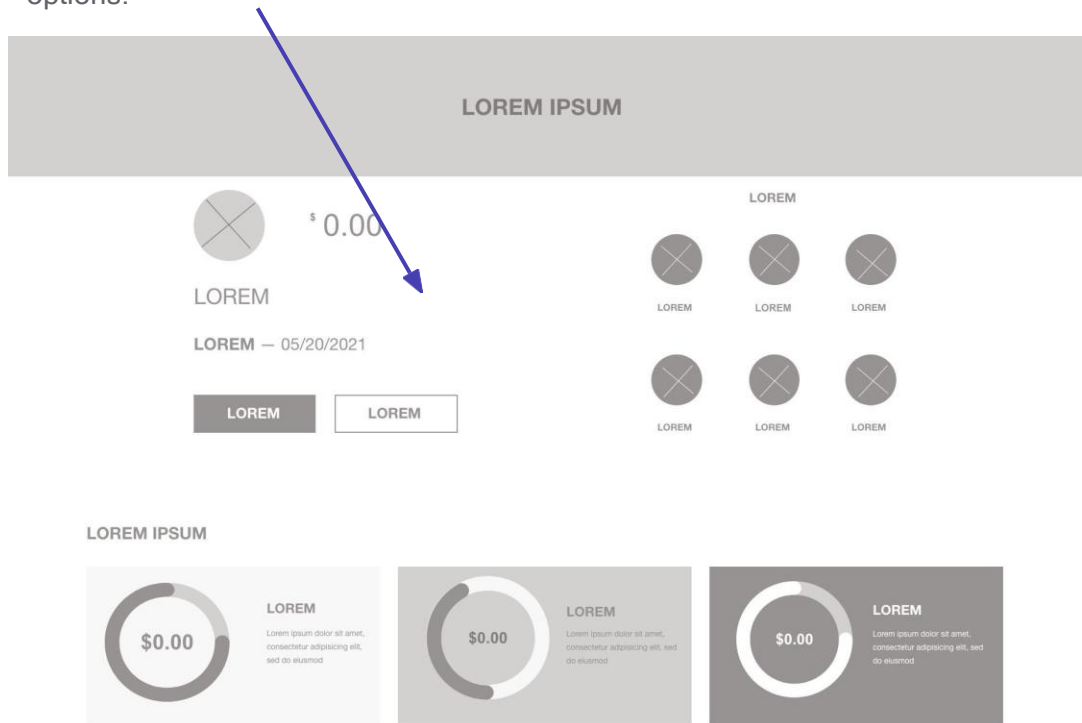 options.
LOREM IPSUM
$ 0.00
LOREM
LOREM — 05/20/2021
LOREM LOREM
LOREM
LOREM LOREM LOREM
LOREM LOREM LOREM
LOREM IPSUM
$0.00
LOREM
Lorem ipsum dolor sit amet,
consectetur adipisicing elit,
sed do eiusmod
$0.00
LOREM
Lorem ipsum dolor sit amet,
consectetur adipisicing elit, sed
do eiusmod
$0.00
LOREM
Lorem ipsum dolor sit amet,
consectetur adipisicing elit, sed
do eiusmod